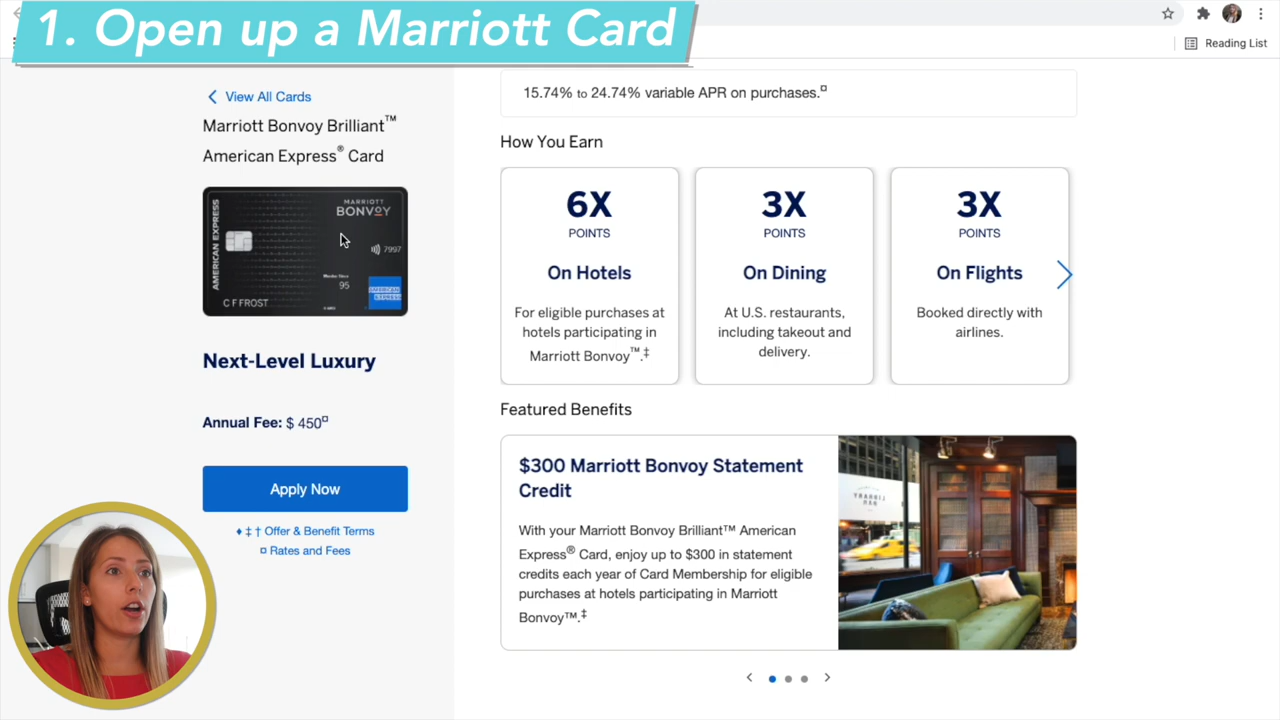 1. Open up a Marriott Card
Reading List
View All Cards
Marriott Bonvoy Brilliant™
American Express® Card
AMERICAN EXPRESS
MARRIOTT
BONVOY
7997
Member Since
95
AMERICAN
EXPRESS
C F FROST
Next-Level Luxury
Annual Fee: $ 450¤
Apply Now
♦ ‡ † Offer & Benefit Terms
¤ Rates and Fees
15.74% to 24.74% variable APR on purchases.¤
How You Earn
6X
POINTS
On Hotels
For eligible purchases at
hotels participating in
Marriott Bonvoy™.‡
3X
POINTS
On Dining
At U.S. restaurants,
including takeout and
delivery.
3X
POINTS
On Flights
Booked directly with
airlines.
Featured Benefits
$300 Marriott Bonvoy Statement
Credit
With your Marriott Bonvoy Brilliant™ American
Express® Card, enjoy up to $300 in statement
credits each year of Card Membership for eligible
purchases at hotels participating in Marriott
Bonvoy™.‡